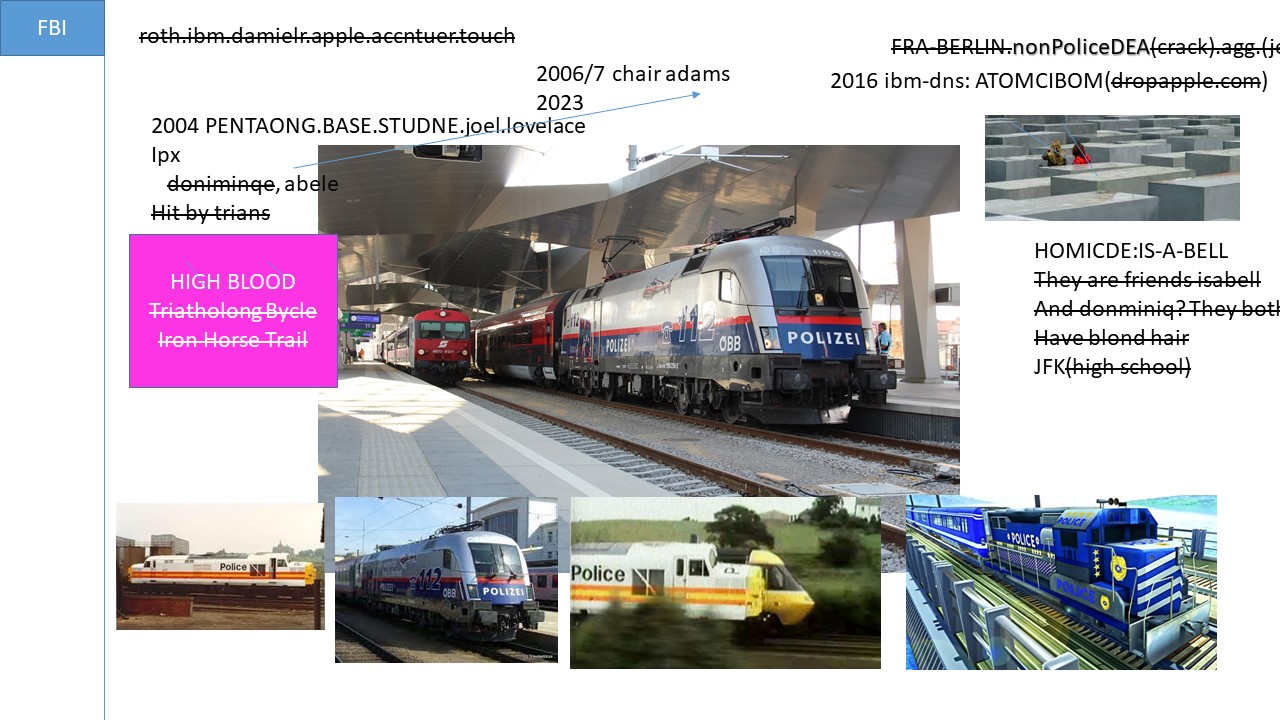 FBI
roth.ibm.damielr.apple.accntuer.touch
FRA-BERLIN.nonPoliceDEA(crack).agg.(j
2006/7 chair adams
2023
2016 ibm-dns: ATOMCIBOM(dropapple.com)
2004 PENTAONG.BASE.STUDNE.joel.lovelace
Ipx
doniminqe, abele
Hit by trians
HIGH BLOOD
Triatholong Bycle
Iron Horse Trail
HOMICDE:IS-A-BELL
They are friends isabell
And donminiq? They both
Have blond hair
JFK(high school)
POLIZEI
112
ÖBB
POLIZEI
Police
112
ÖBB
POLIZEI
Police
POLICE
POLICE
POLICE